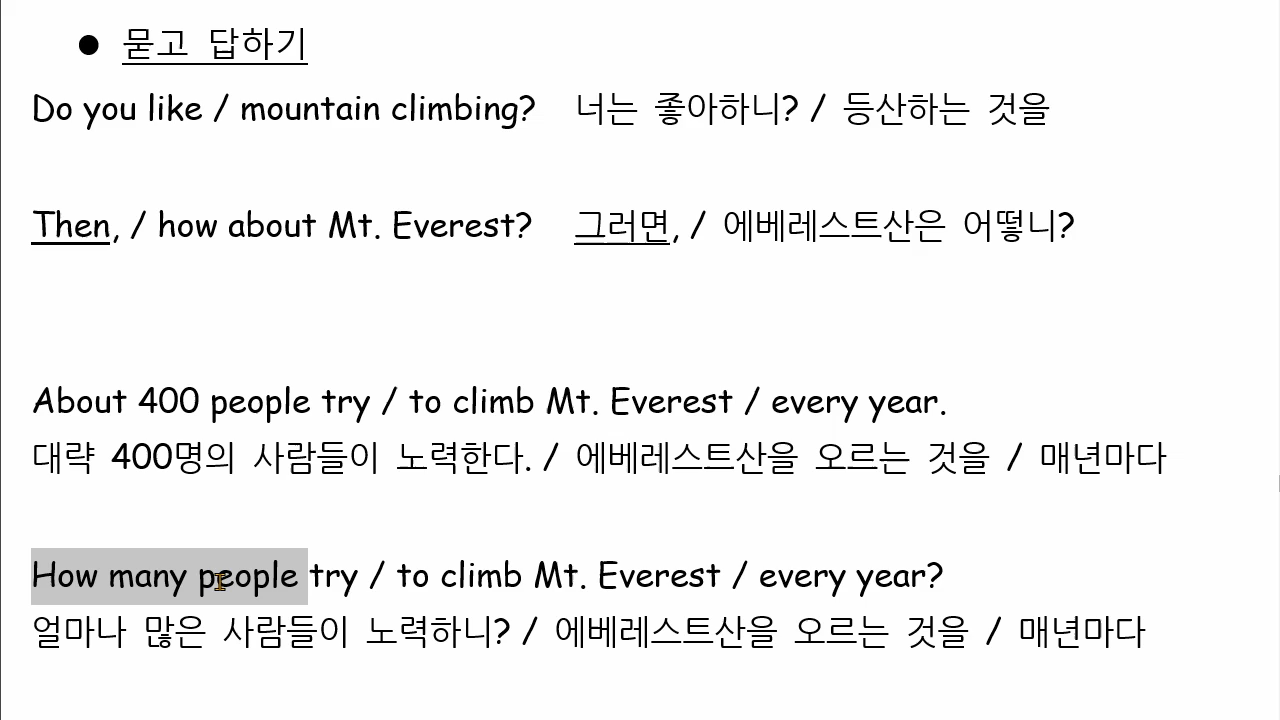 ● 묻고 답하기
Do you like / mountain climbing? 너는 좋아하니? / 등산하는 것을
Then, / how about Mt. Everest? 그러면, / 에베레스트산은 어떻니?
About 400 people try / to climb Mt. Everest / every year.
대략 400명의 사람들이 노력한다. / 에베레스트산을 오르는 것을 / 매년마다
How many people try / to climb Mt. Everest / every year?
얼마나 많은 사람들이 노력하니? / 에베레스트산을 오르는 것을 / 매년마다